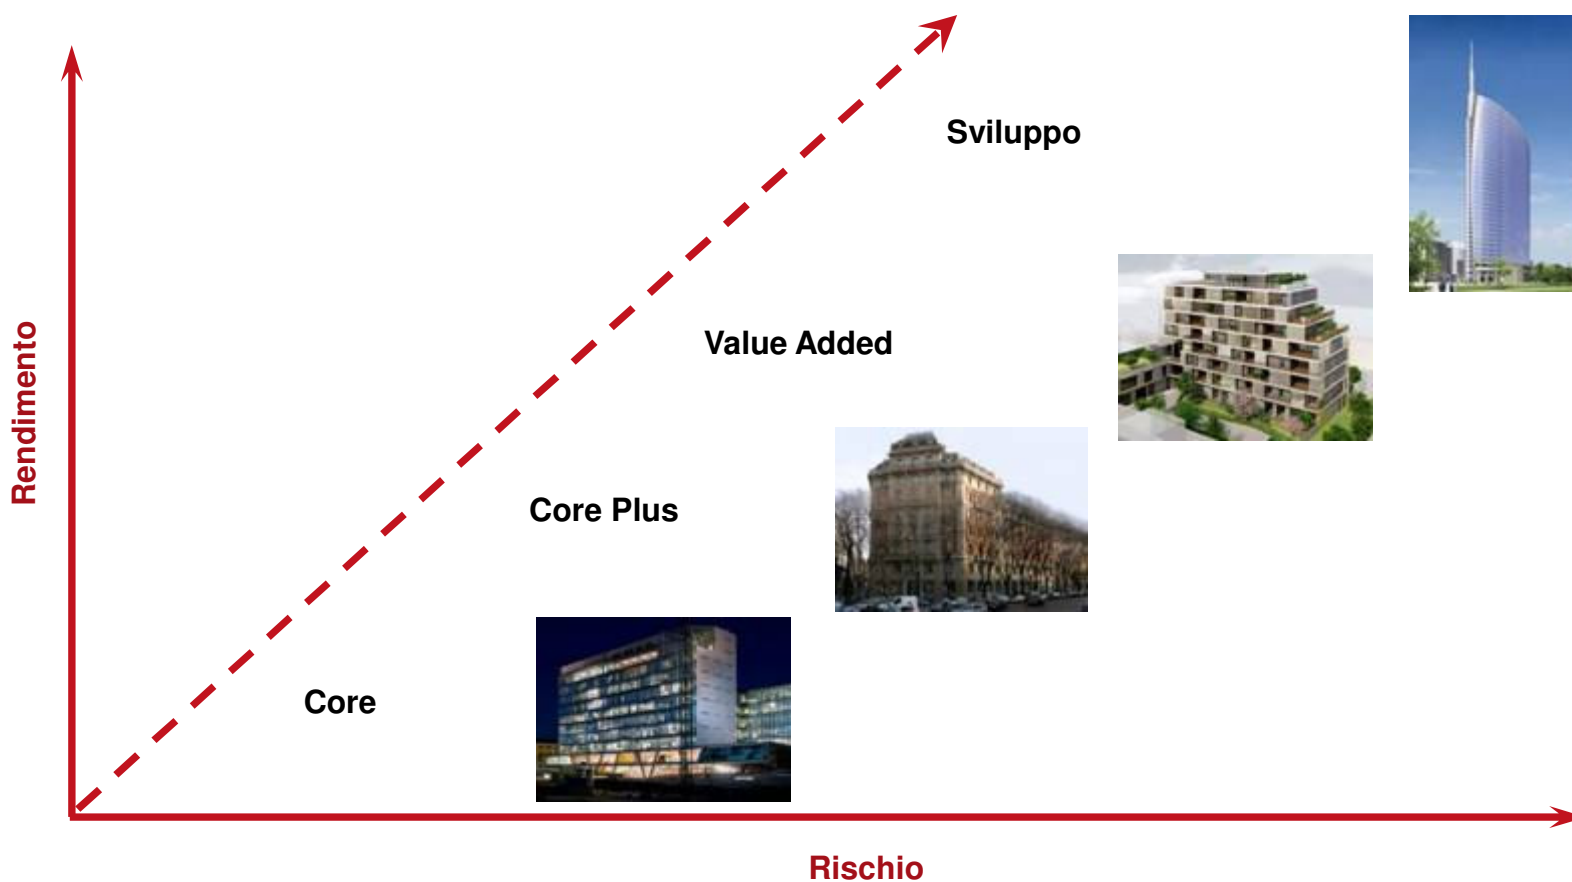 Sviluppo
Value Added
Core Plus
Core
Rendimento
Rischio